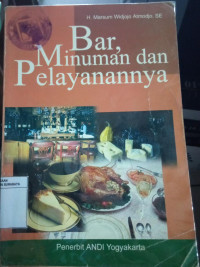 H. Marsum Widjojo Atmodjo, SE
Bar,
Minuman dan
Pelayanannya
Penerbit ANDI Yogyakarta